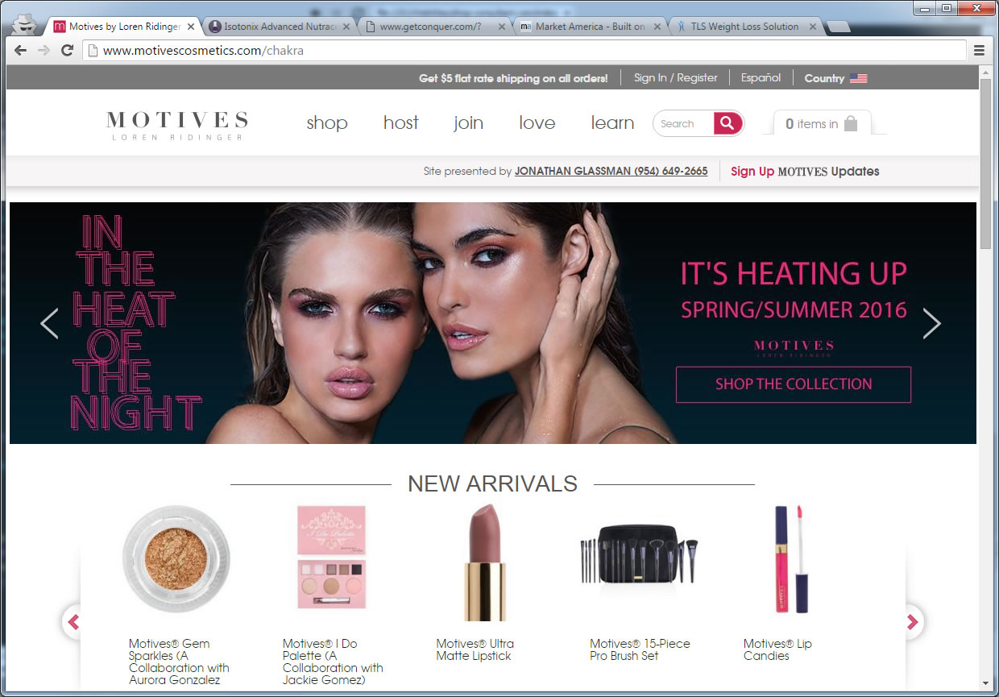 Motives by Loren Ridinger
Isotonix Advanced Nutrac
www.getconquer.com/?
ma Market America - Built on
TLS Weight Loss Solution
www.motivescosmetics.com/chakra
Get $5 flat rate shipping on all orders!
Sign In / Register
Español
Country
MOTIVES
LOREN RIDINGER
shop
host
join
love
learn
Search
0 items in
Site presented by JONATHAN GLASSMAN (954) 649-2665
Sign Up MOTIVES Updates
IN
THE
HEAT
OF
THE
NIGHT
IT'S HEATING UP
SPRING/SUMMER 2016
MOTIVES
LOREN RIDINGER
SHOP THE COLLECTION
NEW ARRIVALS
I Do Palette
Motives® Gem
Sparkles (A
Collaboration with
Aurora Gonzalez
Motives® I Do
Palette (A
Collaboration with
Jackie Gomez)
Motives® Ultra
Matte Lipstick
Motives® 15-Piece
Pro Brush Set
Motives® Lip
Candies